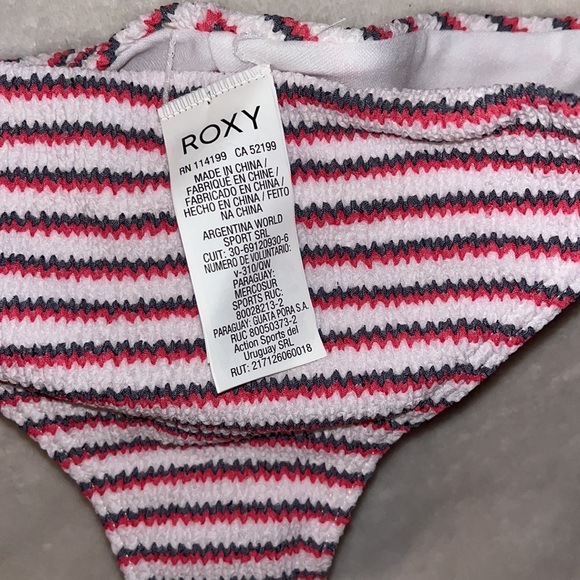 ROXY
RN 114199 CA 52199
MADE IN CHINA /
FABRIQUÉ EN CHINE /
FABRICADO EN CHINA /
HECHO EN CHINA / FEITO
NA CHINA
ARGENTINA WORLD
SPORT SRL
CUIT: 30-69120930-6
NUMERO DE VOLUNTARIO:
v-310/QW
PARAGUAY:
MERCOSUR
SPORTS RUC:
80028213-2
PARAGUAY: GUATA PORA S.A.
RUC 80050373-2
Action Sports del
Uruguay SRL
RUT: 217126060018